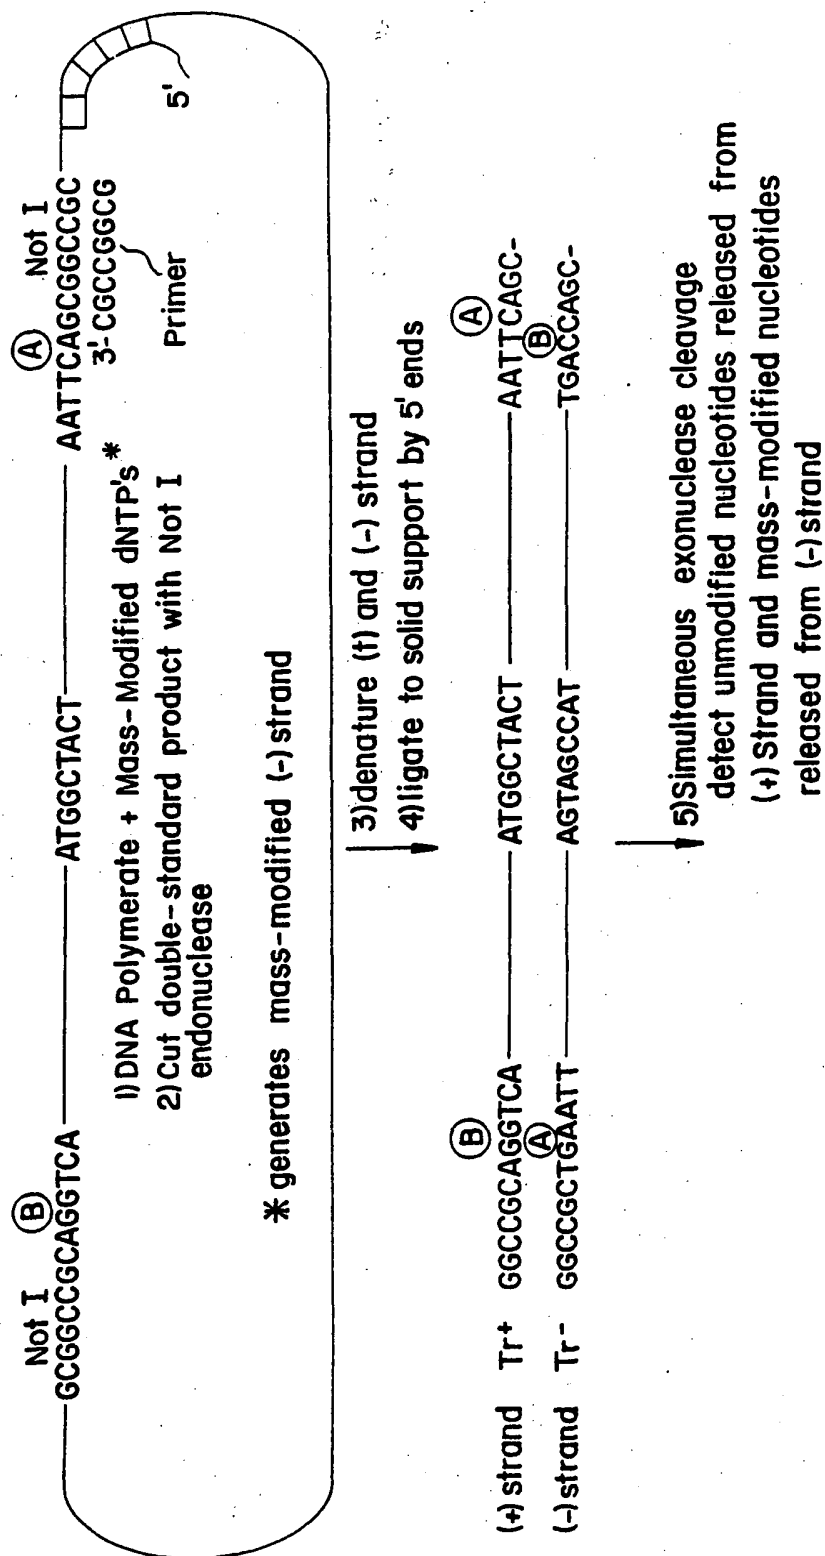 Not I (B) (A) Not I
GCGGCCGCAGGTCA ATGGCTACT AATTCAGCGGCCGC
3'-CGCCGGCG
5'
Primer
1)DNA Polymerate + Mass-Modified dNTP's*
2)Cut double-standard product with Not I
endonuclease
* generates mass-modified (-) strand
3)denature (t) and (-) strand
4)ligate to solid support by 5' ends
(B) (A)
(+)strand Tr+ GGCCGCAGGTCA ATGGCTACT AATTCAGC-
(A) (B)
(-)strand Tr- GGCCGCTGAATT AGTAGCCAT TGACCAGC-
5)Simultaneous exonuclease cleavage
detect unmodified nucleotides released from
(+) Strand and mass-modified nucleotides
released from (-) strand